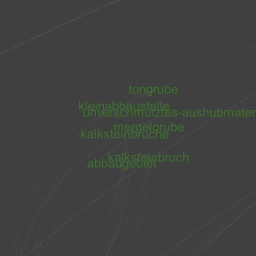 tongrube
kleinabbaustelle
unverschmutztes-aushubmater
mergelgrube
kalksteinbrüche
kalksteinbruch
abbaugebiet